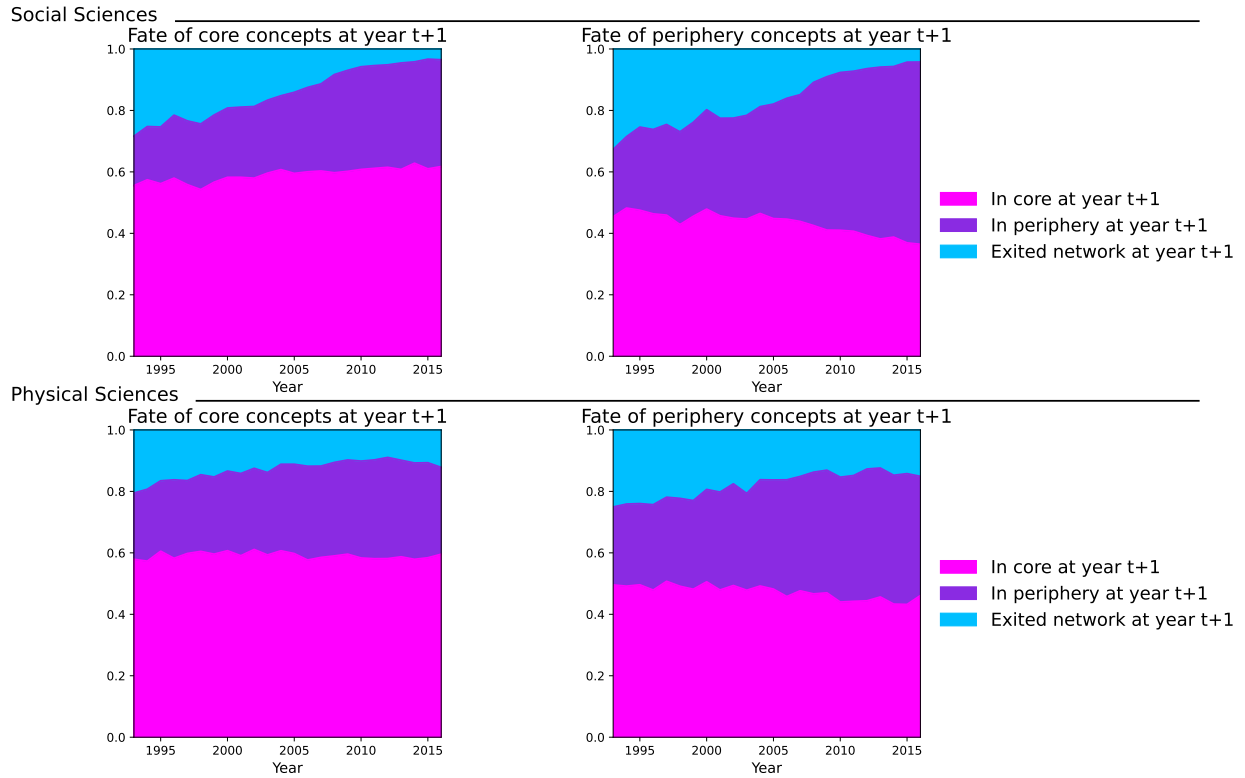 Social Sciences
Fate of core concepts at year t+1
Fate of periphery concepts at year t+1
1.0
0.8
0.6
0.4
0.2
0.0
1995 2000 2005 2010 2015
Year
1.0
0.8
0.6
0.4
0.2
0.0
1995 2000 2005 2010 2015
Year
In core at year t+1
In periphery at year t+1
Exited network at year t+1
Physical Sciences
Fate of core concepts at year t+1
Fate of periphery concepts at year t+1
1.0
0.8
0.6
0.4
0.2
0.0
1995 2000 2005 2010 2015
Year
1.0
0.8
0.6
0.4
0.2
0.0
1995 2000 2005 2010 2015
Year
In core at year t+1
In periphery at year t+1
Exited network at year t+1